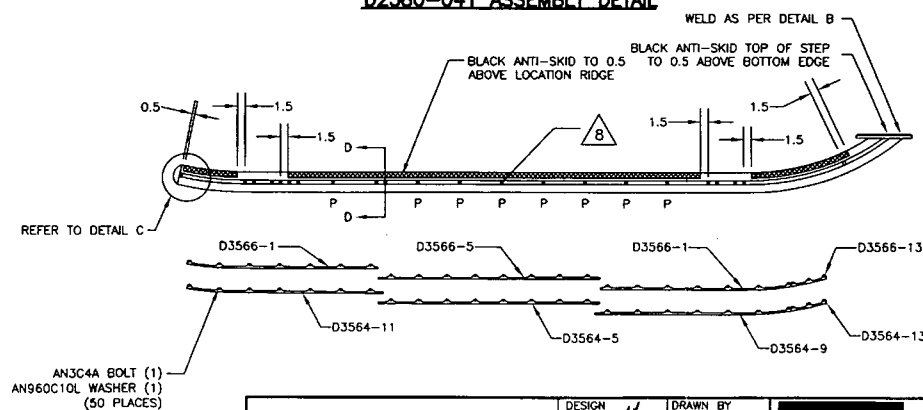 D2580-041 ASSEMBLY DETAIL
WELD AS PER DETAIL B
BLACK ANTI-SKID TO 0.5
ABOVE LOCATION RIDGE
BLACK ANTI-SKID TOP OF STEP
TO 0.5 ABOVE BOTTOM EDGE
0.5
1.5
1.5
1.5
1.5
1.5
8
D
D
P P P P P P P P
REFER TO DETAIL C
D3566-1
D3566-5
D3566-1
D3566-13
D3564-11
D3564-5
D3564-9
D3564-13
AN3C4A BOLT (1)
AN960C10L WASHER (1)
(50 PLACES)
DESIGN
DRAWN BY